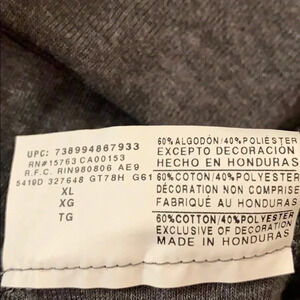 UPC: 738994867933
RN#15763 CA00153
R.F.C. RIN980806 AE9
5419D 327648 GT78H G61
XL
XG
TG
60% ALGODÓN/40% POLIÉSTER
EXCEPTO DECORACIÓN
HECHO EN HONDURAS
60% COTON/40% POLYESTER
DÉCORATION NON COMPRISE
FABRIQUÉ AU HONDURAS
60% COTTON/40% POLYESTER
EXCLUSIVE OF DECORATION
MADE IN HONDURAS